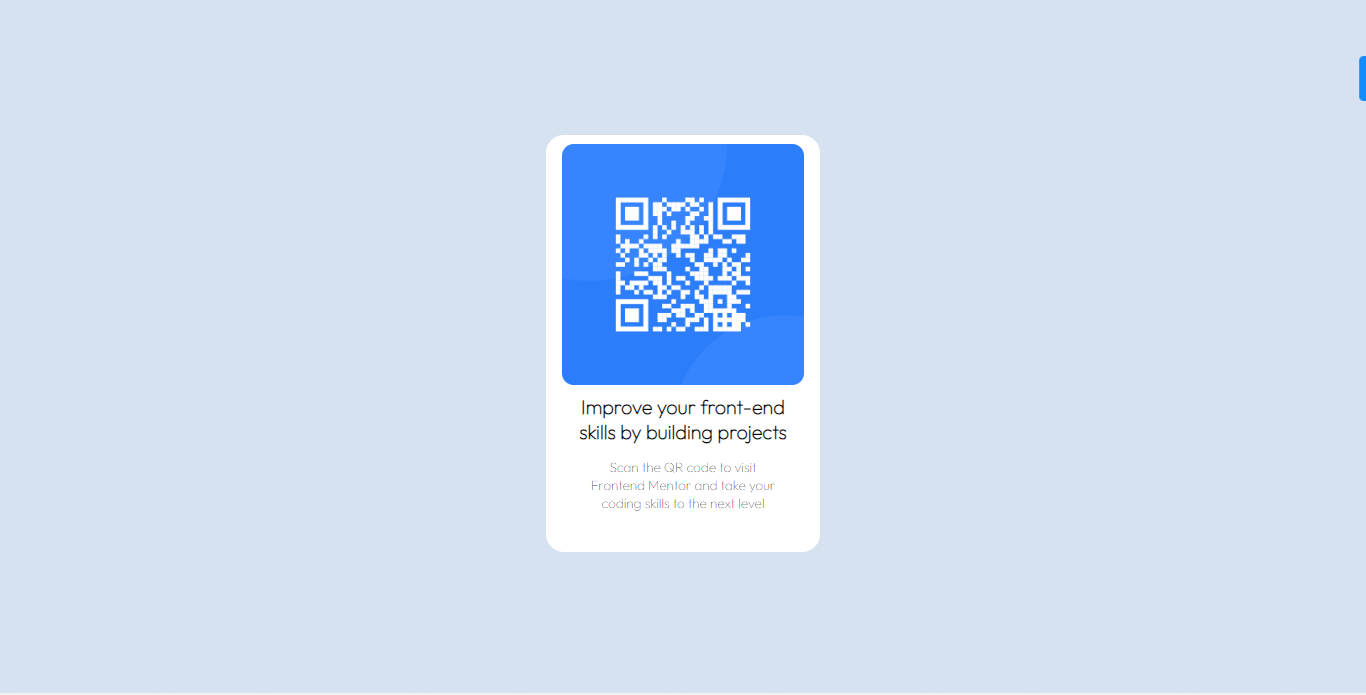 Improve your front-end
skills by building projects
Scan the QR code to visit
Frontend Mentor and take your
coding skills to the next level